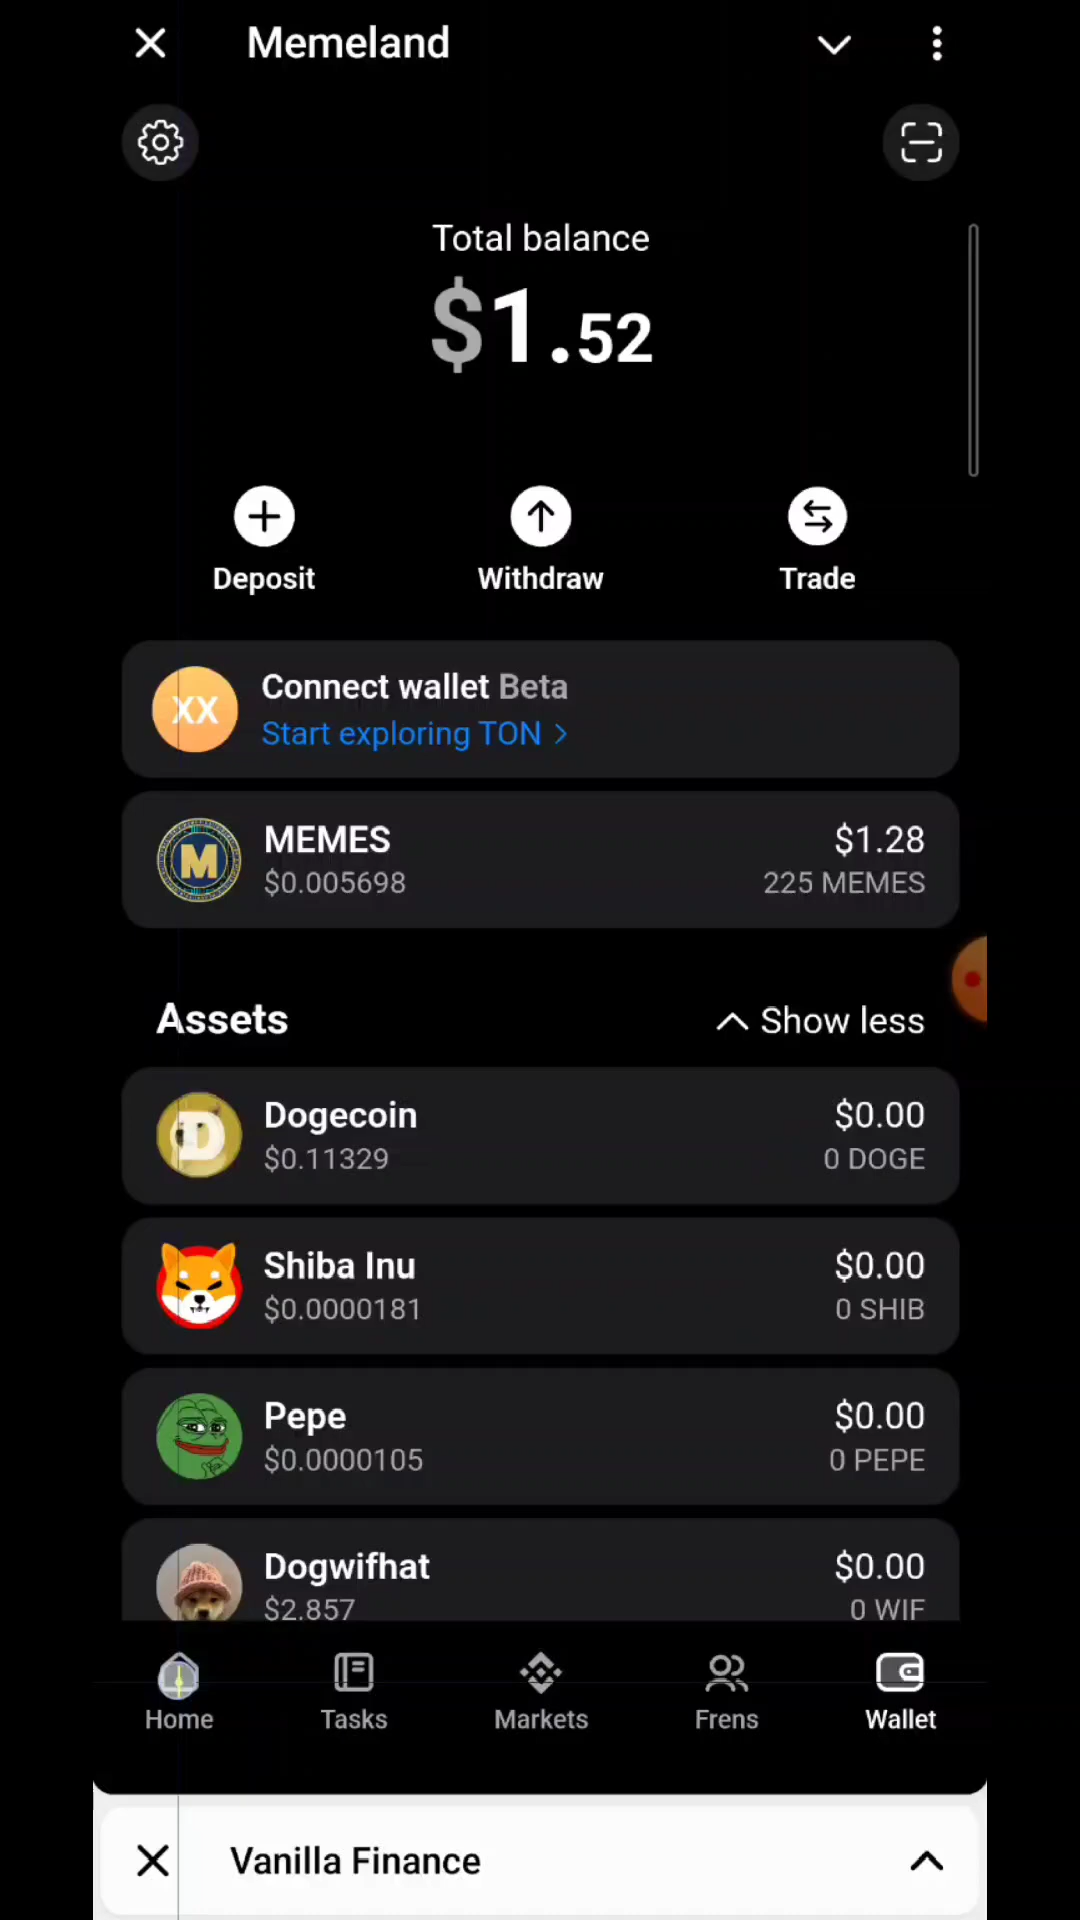 Memeland
Total balance
$1.52
Deposit
Withdraw
Trade
XX
Connect wallet Beta
Start exploring TON >
M
MEMES
$1.28
$0.005698
225 MEMES
Assets
Show less
D
Dogecoin
$0.00
$0.11329
0 DOGE
Shiba Inu
$0.00
$0.0000181
0 SHIB
Pepe
$0.00
$0.0000105
0 PEPE
Dogwifhat
$0.00
$2.857
0 WIF
Home
Tasks
Markets
Frens
Wallet
Vanilla Finance